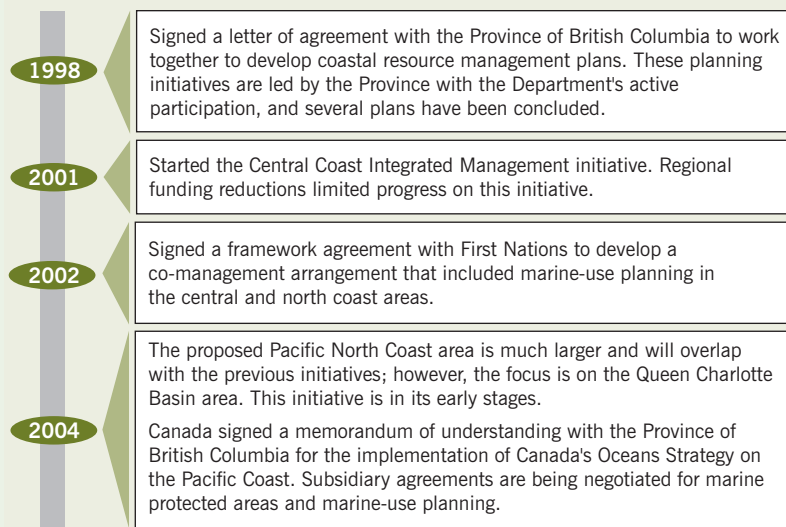 1998
Signed a letter of agreement with the Province of British Columbia to work
together to develop coastal resource management plans. These planning
initiatives are led by the Province with the Department's active
participation, and several plans have been concluded.
2001
Started the Central Coast Integrated Management initiative. Regional
funding reductions limited progress on this initiative.
2002
Signed a framework agreement with First Nations to develop a
co-management arrangement that included marine-use planning in
the central and north coast areas.
2004
The proposed Pacific North Coast area is much larger and will overlap
with the previous initiatives; however, the focus is on the Queen Charlotte
Basin area. This initiative is in its early stages.
Canada signed a memorandum of understanding with the Province of
British Columbia for the implementation of Canada's Oceans Strategy on
the Pacific Coast. Subsidiary agreements are being negotiated for marine
protected areas and marine-use planning.